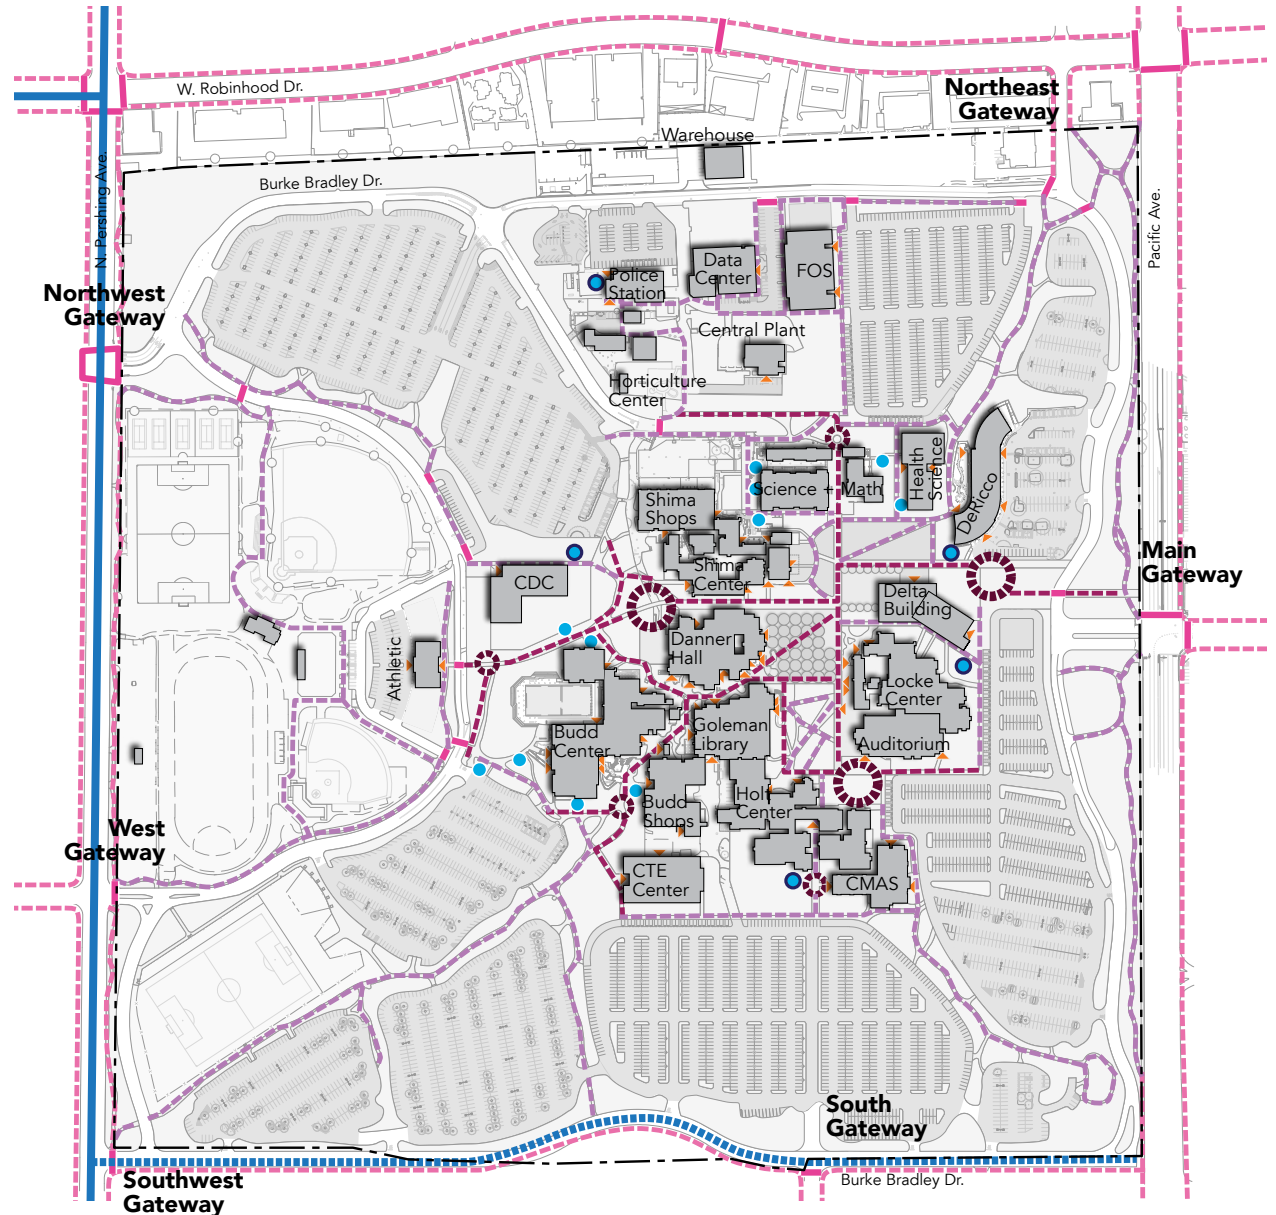 W. Robinhood Dr.
Northeast
Gateway
Warehouse
N. Pershing Ave.
Burke Bradley Dr.
Pacific Ave.
Data
Center
FOS
Police
Station
Northwest
Gateway
Central Plant
Horticulture
Center
Health
Science
Science + Math
DeRicco
Shima
Shops
Shima
Center
Main
Gateway
CDC
Delta
Building
Danner
Hall
Athletic
Locke
Center
Goleman
Library
Budd
Center
Auditorium
Holt
Center
Budd
Shops
West
Gateway
CTE
Center
CMAS
South
Gateway
Southwest
Gateway
Burke Bradley Dr.